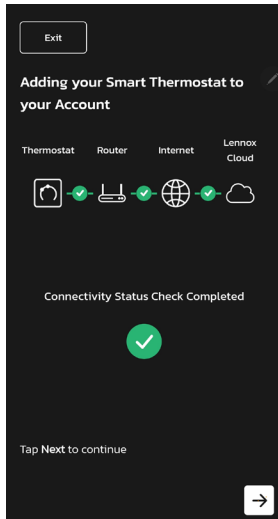 Exit
Adding your Smart Thermostat to
your Account
Thermostat Router Internet Lennox
Cloud
Connectivity Status Check Completed
Tap Next to continue